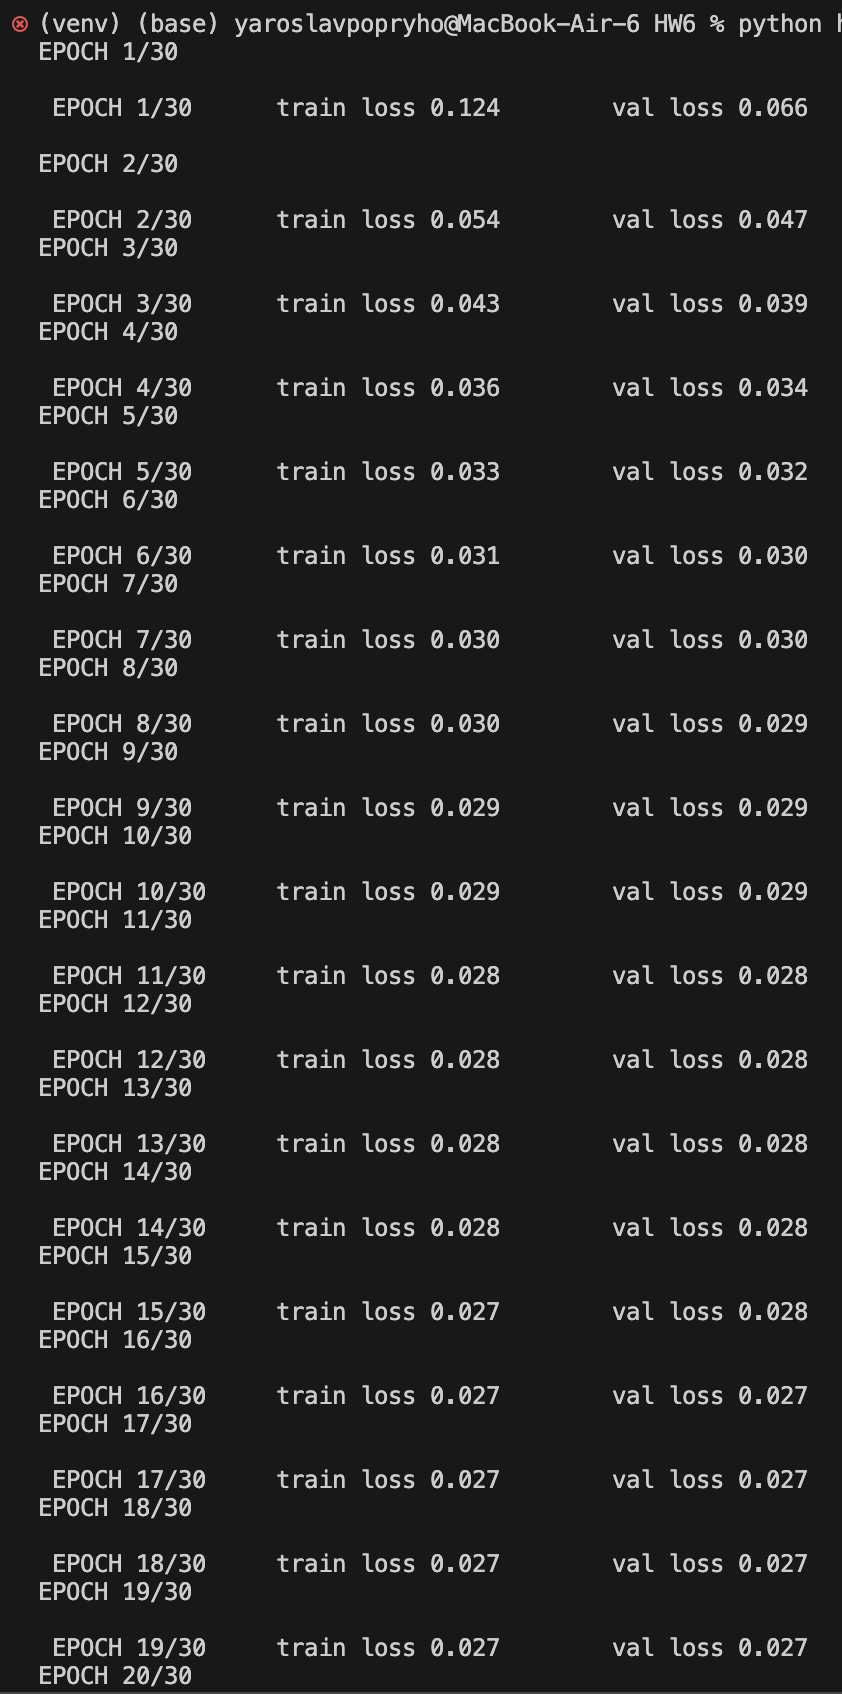 (venv) (base) yaroslavpopryho@MacBook-Air-6 HW6 % python
EPOCH 1/30
EPOCH 1/30 train loss 0.124 val loss 0.066
EPOCH 2/30
EPOCH 2/30 train loss 0.054 val loss 0.047
EPOCH 3/30
EPOCH 3/30 train loss 0.043 val loss 0.039
EPOCH 4/30
EPOCH 4/30 train loss 0.036 val loss 0.034
EPOCH 5/30
EPOCH 5/30 train loss 0.033 val loss 0.032
EPOCH 6/30
EPOCH 6/30 train loss 0.031 val loss 0.030
EPOCH 7/30
EPOCH 7/30 train loss 0.030 val loss 0.030
EPOCH 8/30
EPOCH 8/30 train loss 0.030 val loss 0.029
EPOCH 9/30
EPOCH 9/30 train loss 0.029 val loss 0.029
EPOCH 10/30
EPOCH 10/30 train loss 0.029 val loss 0.029
EPOCH 11/30
EPOCH 11/30 train loss 0.028 val loss 0.028
EPOCH 12/30
EPOCH 12/30 train loss 0.028 val loss 0.028
EPOCH 13/30
EPOCH 13/30 train loss 0.028 val loss 0.028
EPOCH 14/30
EPOCH 14/30 train loss 0.028 val loss 0.028
EPOCH 15/30
EPOCH 15/30 train loss 0.027 val loss 0.028
EPOCH 16/30
EPOCH 16/30 train loss 0.027 val loss 0.027
EPOCH 17/30
EPOCH 17/30 train loss 0.027 val loss 0.027
EPOCH 18/30
EPOCH 18/30 train loss 0.027 val loss 0.027
EPOCH 19/30
EPOCH 19/30 train loss 0.027 val loss 0.027
EPOCH 20/30